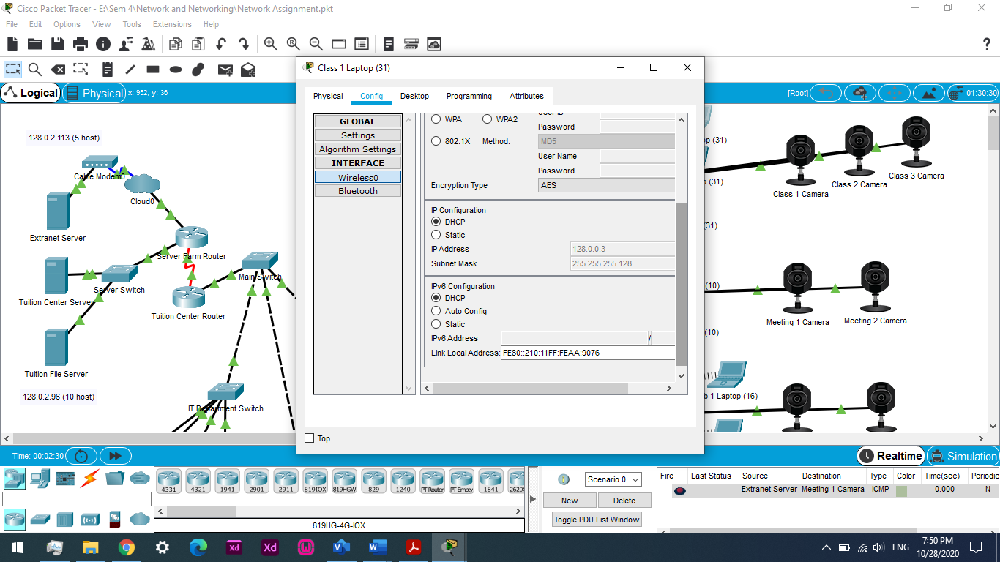 Cisco Packet Tracer - E:\Sem 4\Network and Networking\Network Assignment.pkt
File Edit Options View Tools Extensions Help
?
Logical
Physical
x: 952, y: 36
[Root]
01:30:30
Class 1 Laptop (31)
Physical Config Desktop Programming Attributes
GLOBAL
Settings
Algorithm Settings
INTERFACE
Wireless0
Bluetooth
WPA WPA2
Password
802.1X Method: MD5
User Name
Password
Encryption Type AES
IP Configuration
DHCP
Static
IP Address 128.0.0.3
Subnet Mask 255.255.255.128
IPv6 Configuration
DHCP
Auto Config
Static
IPv6 Address /
Link Local Address: FE80::210:11FF:FEAA:9076
Top
128.0.2.113 (5 host)
Cable Modem0
Cloud0
Extranet Server
Server Farm Router
Main Switch
Server Switch
Tuition Center Server
Tuition Center Router
Tuition File Server
128.0.2.96 (10 host)
IT Department Switch
(31)
(31)
Class 3 Camera
Class 2 Camera
Class 1 Camera
(31)
(10)
Meeting 1 Camera
Meeting 2 Camera
(10)
b 1 Laptop (16)
Time: 00:02:30
Realtime
Simulation
4331 4321 1941 2901 2911 819IOX 819HGW 829 1240 PT-Router PT-Empty 1841 2620X
819HG-4G-IOX
Scenario 0
New Delete
Toggle PDU List Window
Fire Last Status Source Destination Type Color Time(sec) Periodic
-- Extranet Server Meeting 1 Camera ICMP 0.000 N
Xd Xd
ENG
7:50 PM
10/28/2020